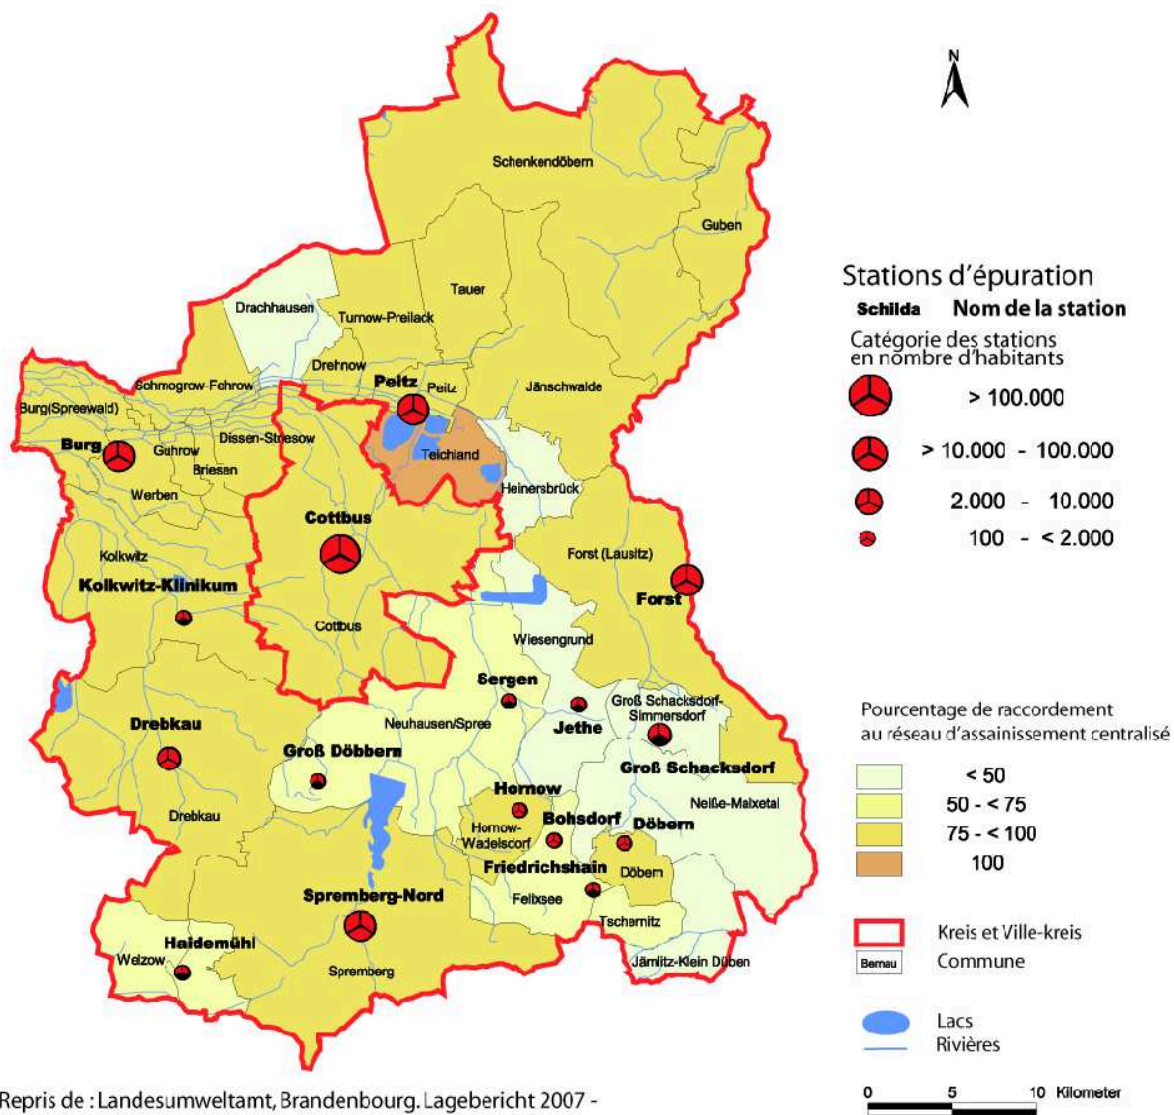 N
Schenkendöbern
Guben
Tauer
Drachhausen
Turnow-Preilack
Drehnow
Schmogrow-Fehrow
Peitz
Peitz
Jänschwalde
Burg(Spreewald)
Dissen-Striesow
Burg
Guhrow
Briesen
Teichland
Werben
Heinersbrück
Cottbus
Kolkwitz
Forst (Lausitz)
Kolkwitz-Klinikum
Forst
Cottbus
Wiesengrund
Sergen
Groß Schacksdorf-
Simmersdorf
Neuhausen/Spree
Drebkau
Jethe
Groß Döbbern
Groß Schacksdorf
Hornow
Neiße-Malxetal
Drebkau
Bohsdorf
Döbern
Hornow-
Wadelsdorf
Friedrichshain
Döbern
Spremberg-Nord
Felixsee
Tschernitz
Haidemühl
Welzow
Spremberg
Jämlitz-Klein Düben
Stations d'épuration
Schilda Nom de la station
Catégorie des stations
en nombre d'habitants
> 100.000
> 10.000 - 100.000
2.000 - 10.000
100 - < 2.000
Pourcentage de raccordement
au réseau d'assainissement centralisé
< 50
50 - < 75
75 - < 100
100
Kreis et Ville-kreis
Bernau Commune
Lacs
Rivières
0 5 10 Kilometer
Repris de : Landesumweltamt, Brandenbourg. Lagebericht 2007 -